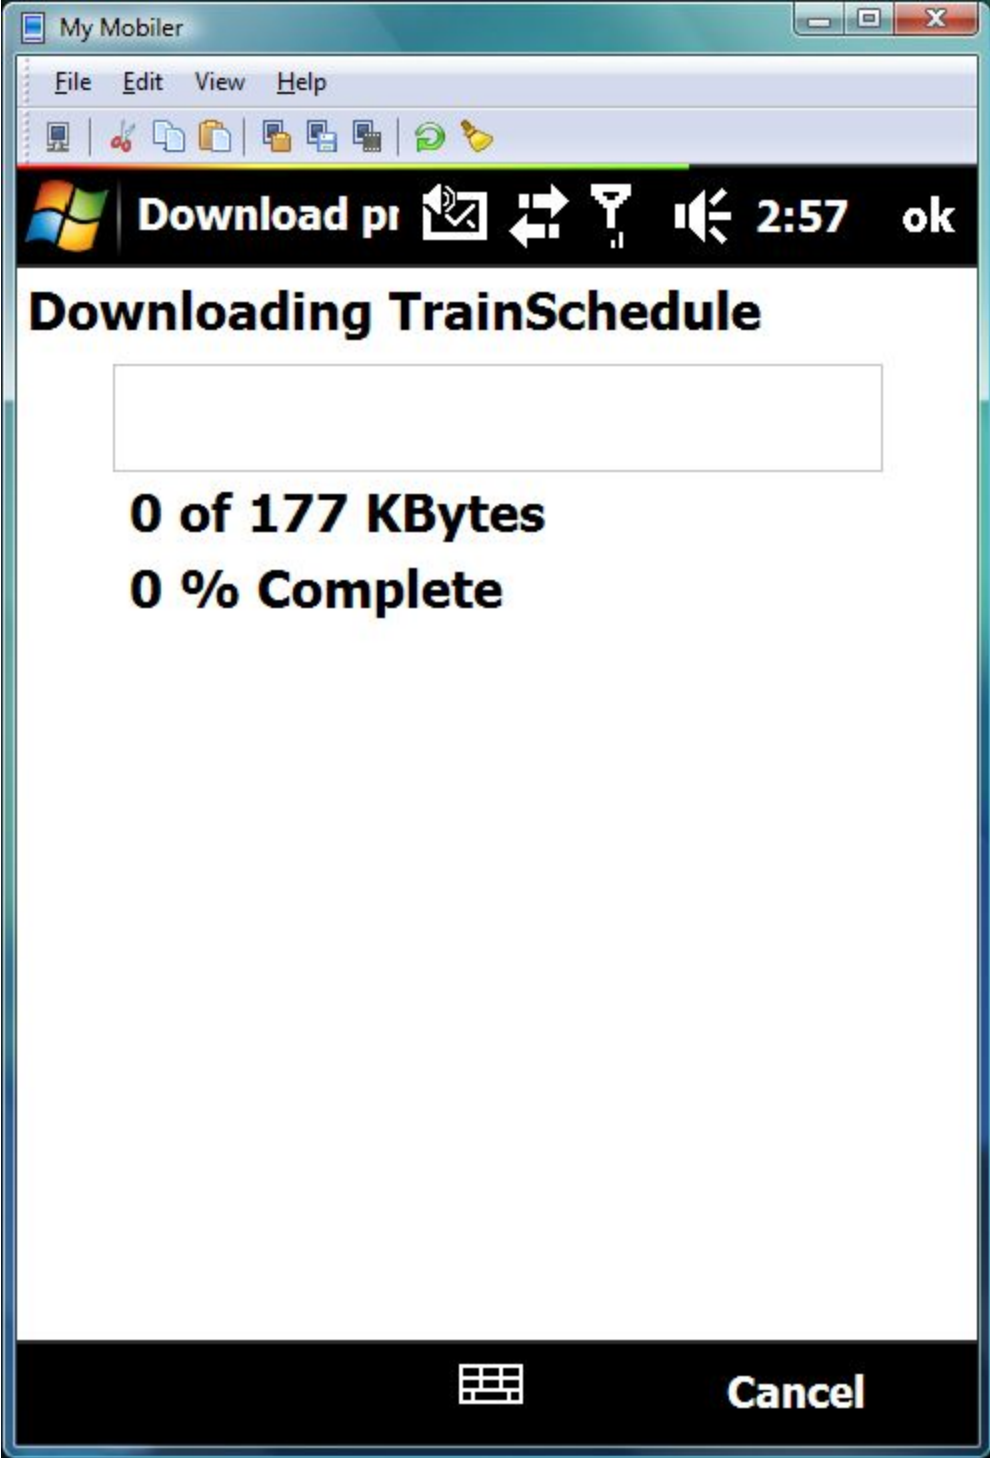 My Mobiler
File Edit View Help
Download pr 2:57 ok
Downloading TrainSchedule
0 of 177 KBytes
0 % Complete
Cancel